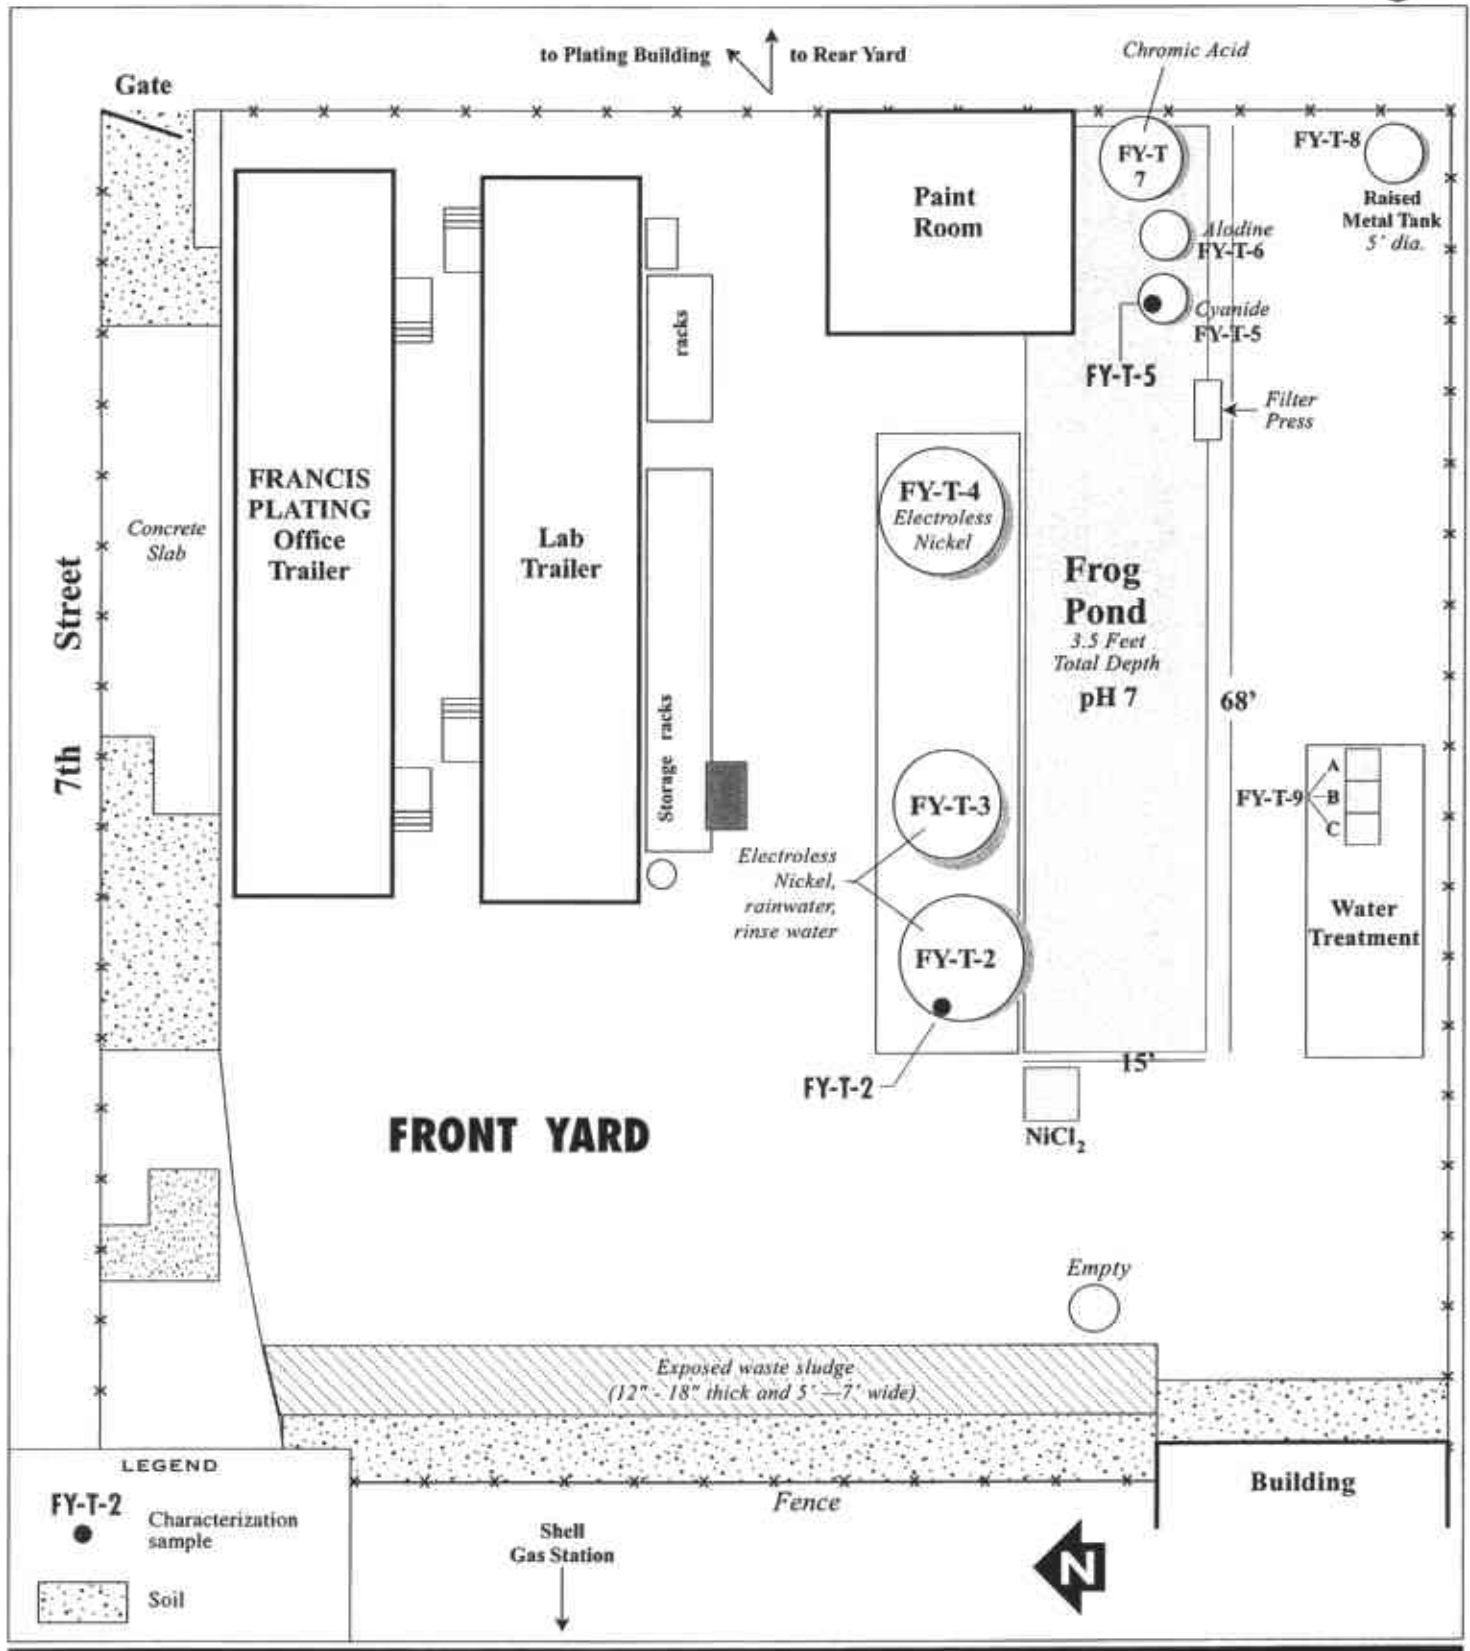 to Plating Building
to Rear Yard
Chromic Acid
Gate
FY-T
7
FY-T-8
Raised
Metal Tank
5' dia.
Paint
Room
Alodine
FY-T-6
Cyanide
FY-T-5
FY-T-5
racks
Filter
Press
FRANCIS
PLATING
Office
Trailer
Concrete
Slab
Lab
Trailer
FY-T-4
Electroless
Nickel
Frog
Pond
3.5 Feet
Total Depth
pH 7
68'
7th Street
Storage racks
FY-T-3
FY-T-9
A
B
C
Electroless
Nickel,
rainwater,
rinse water
Water
Treatment
FY-T-2
15'
FY-T-2
NiCl₂
FRONT YARD
Empty
Exposed waste sludge
(12" - 18" thick and 5' — 7' wide)
LEGEND
FY-T-2
Characterization
sample
Soil
Fence
Building
Shell
Gas Station
N